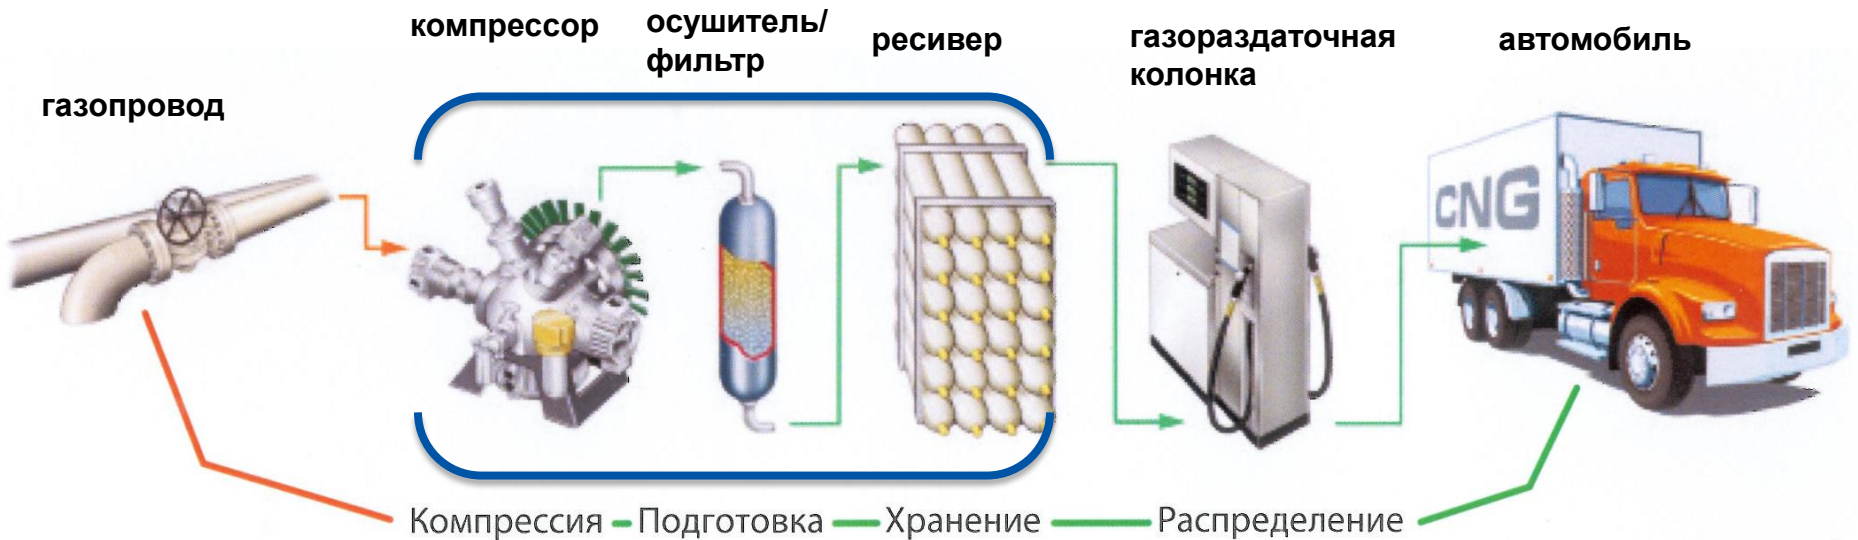 газопровод
компрессор
осушитель/
фильтр
ресивер
газораздаточная
колонка
автомобиль
CNG
Компрессия
Подготовка
Хранение
Распределение